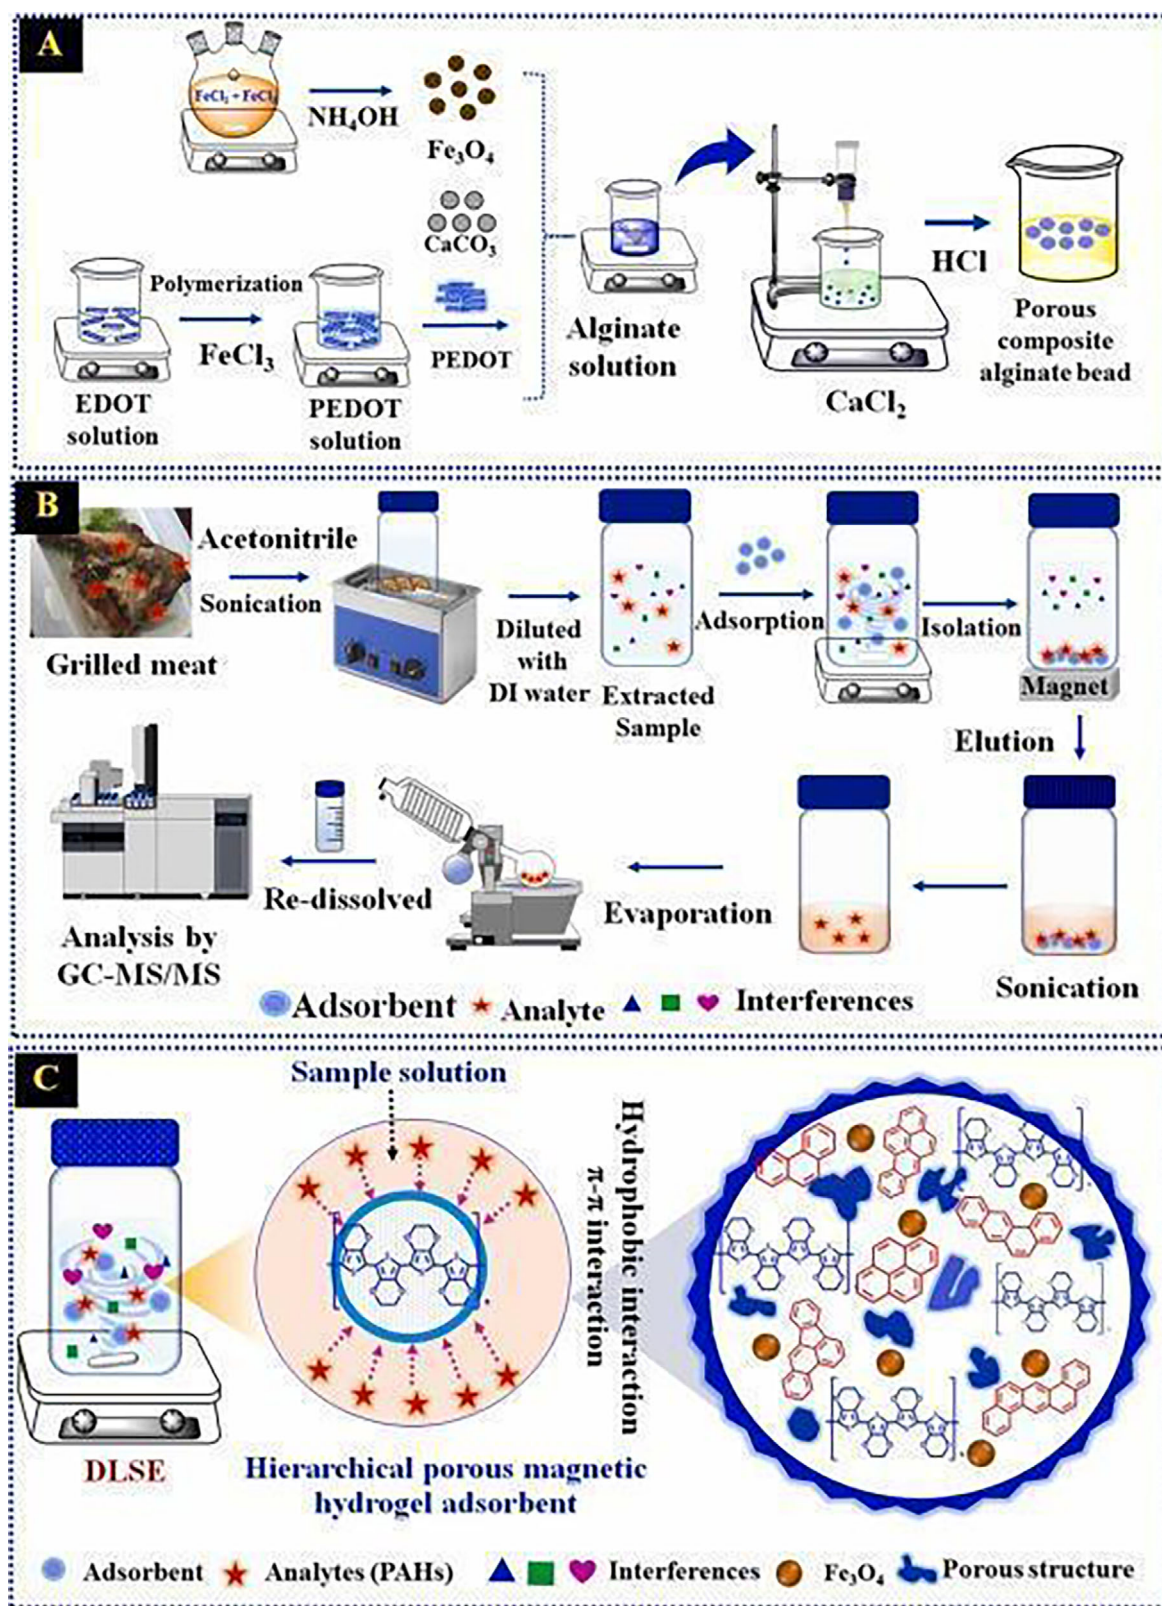 A
FeCl₂ + FeCl₃
NH₄OH
Fe₃O₄
CaCO₃
Polymerization
FeCl₃
PEDOT
EDOT
solution
PEDOT
solution
Alginate
solution
CaCl₂
HCl
Porous
composite
alginate bead
B
Acetonitrile
Sonication
Grilled meat
Diluted
with
DI water
Extracted
Sample
Adsorption
Isolation
Magnet
Elution
Sonication
Evaporation
Re-dissolved
Analysis by
GC-MS/MS
Adsorbent
Analyte
Interferences
C
Sample solution
Hydrophobic interaction
π-π interaction
DLSE
Hierarchical porous magnetic
hydrogel adsorbent
Adsorbent
Analytes (PAHs)
Interferences
Fe₃O₄
Porous structure